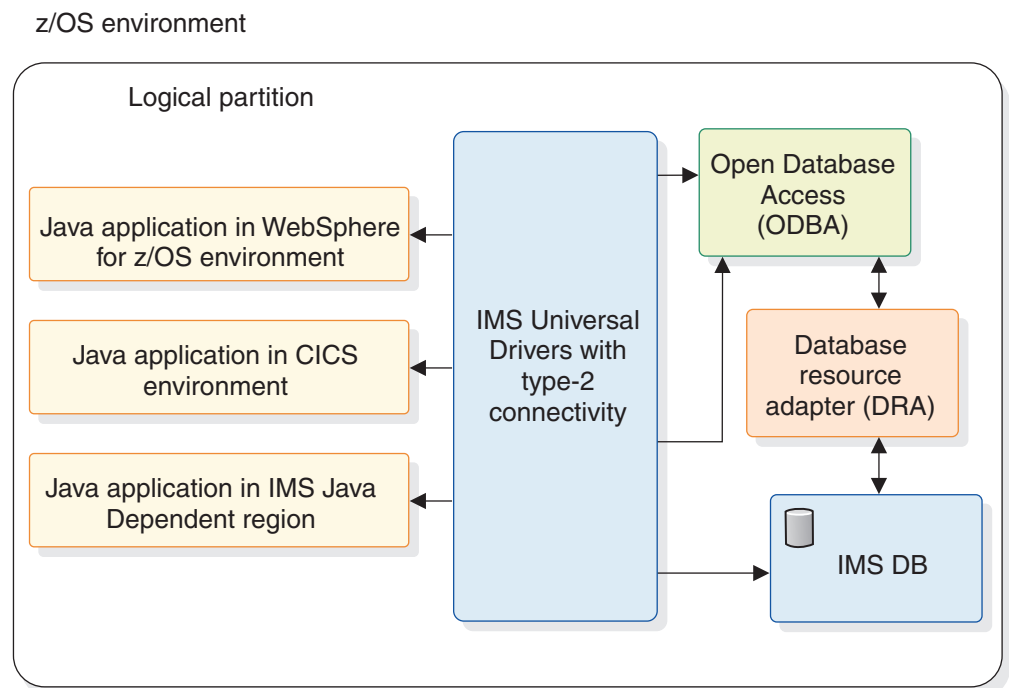 z/OS environment
Logical partition
Java application in WebSphere
for z/OS environment
Java application in CICS
environment
Java application in IMS Java
Dependent region
IMS Universal
Drivers with
type-2
connectivity
Open Database
Access
(ODBA)
Database
resource
adapter (DRA)
IMS DB